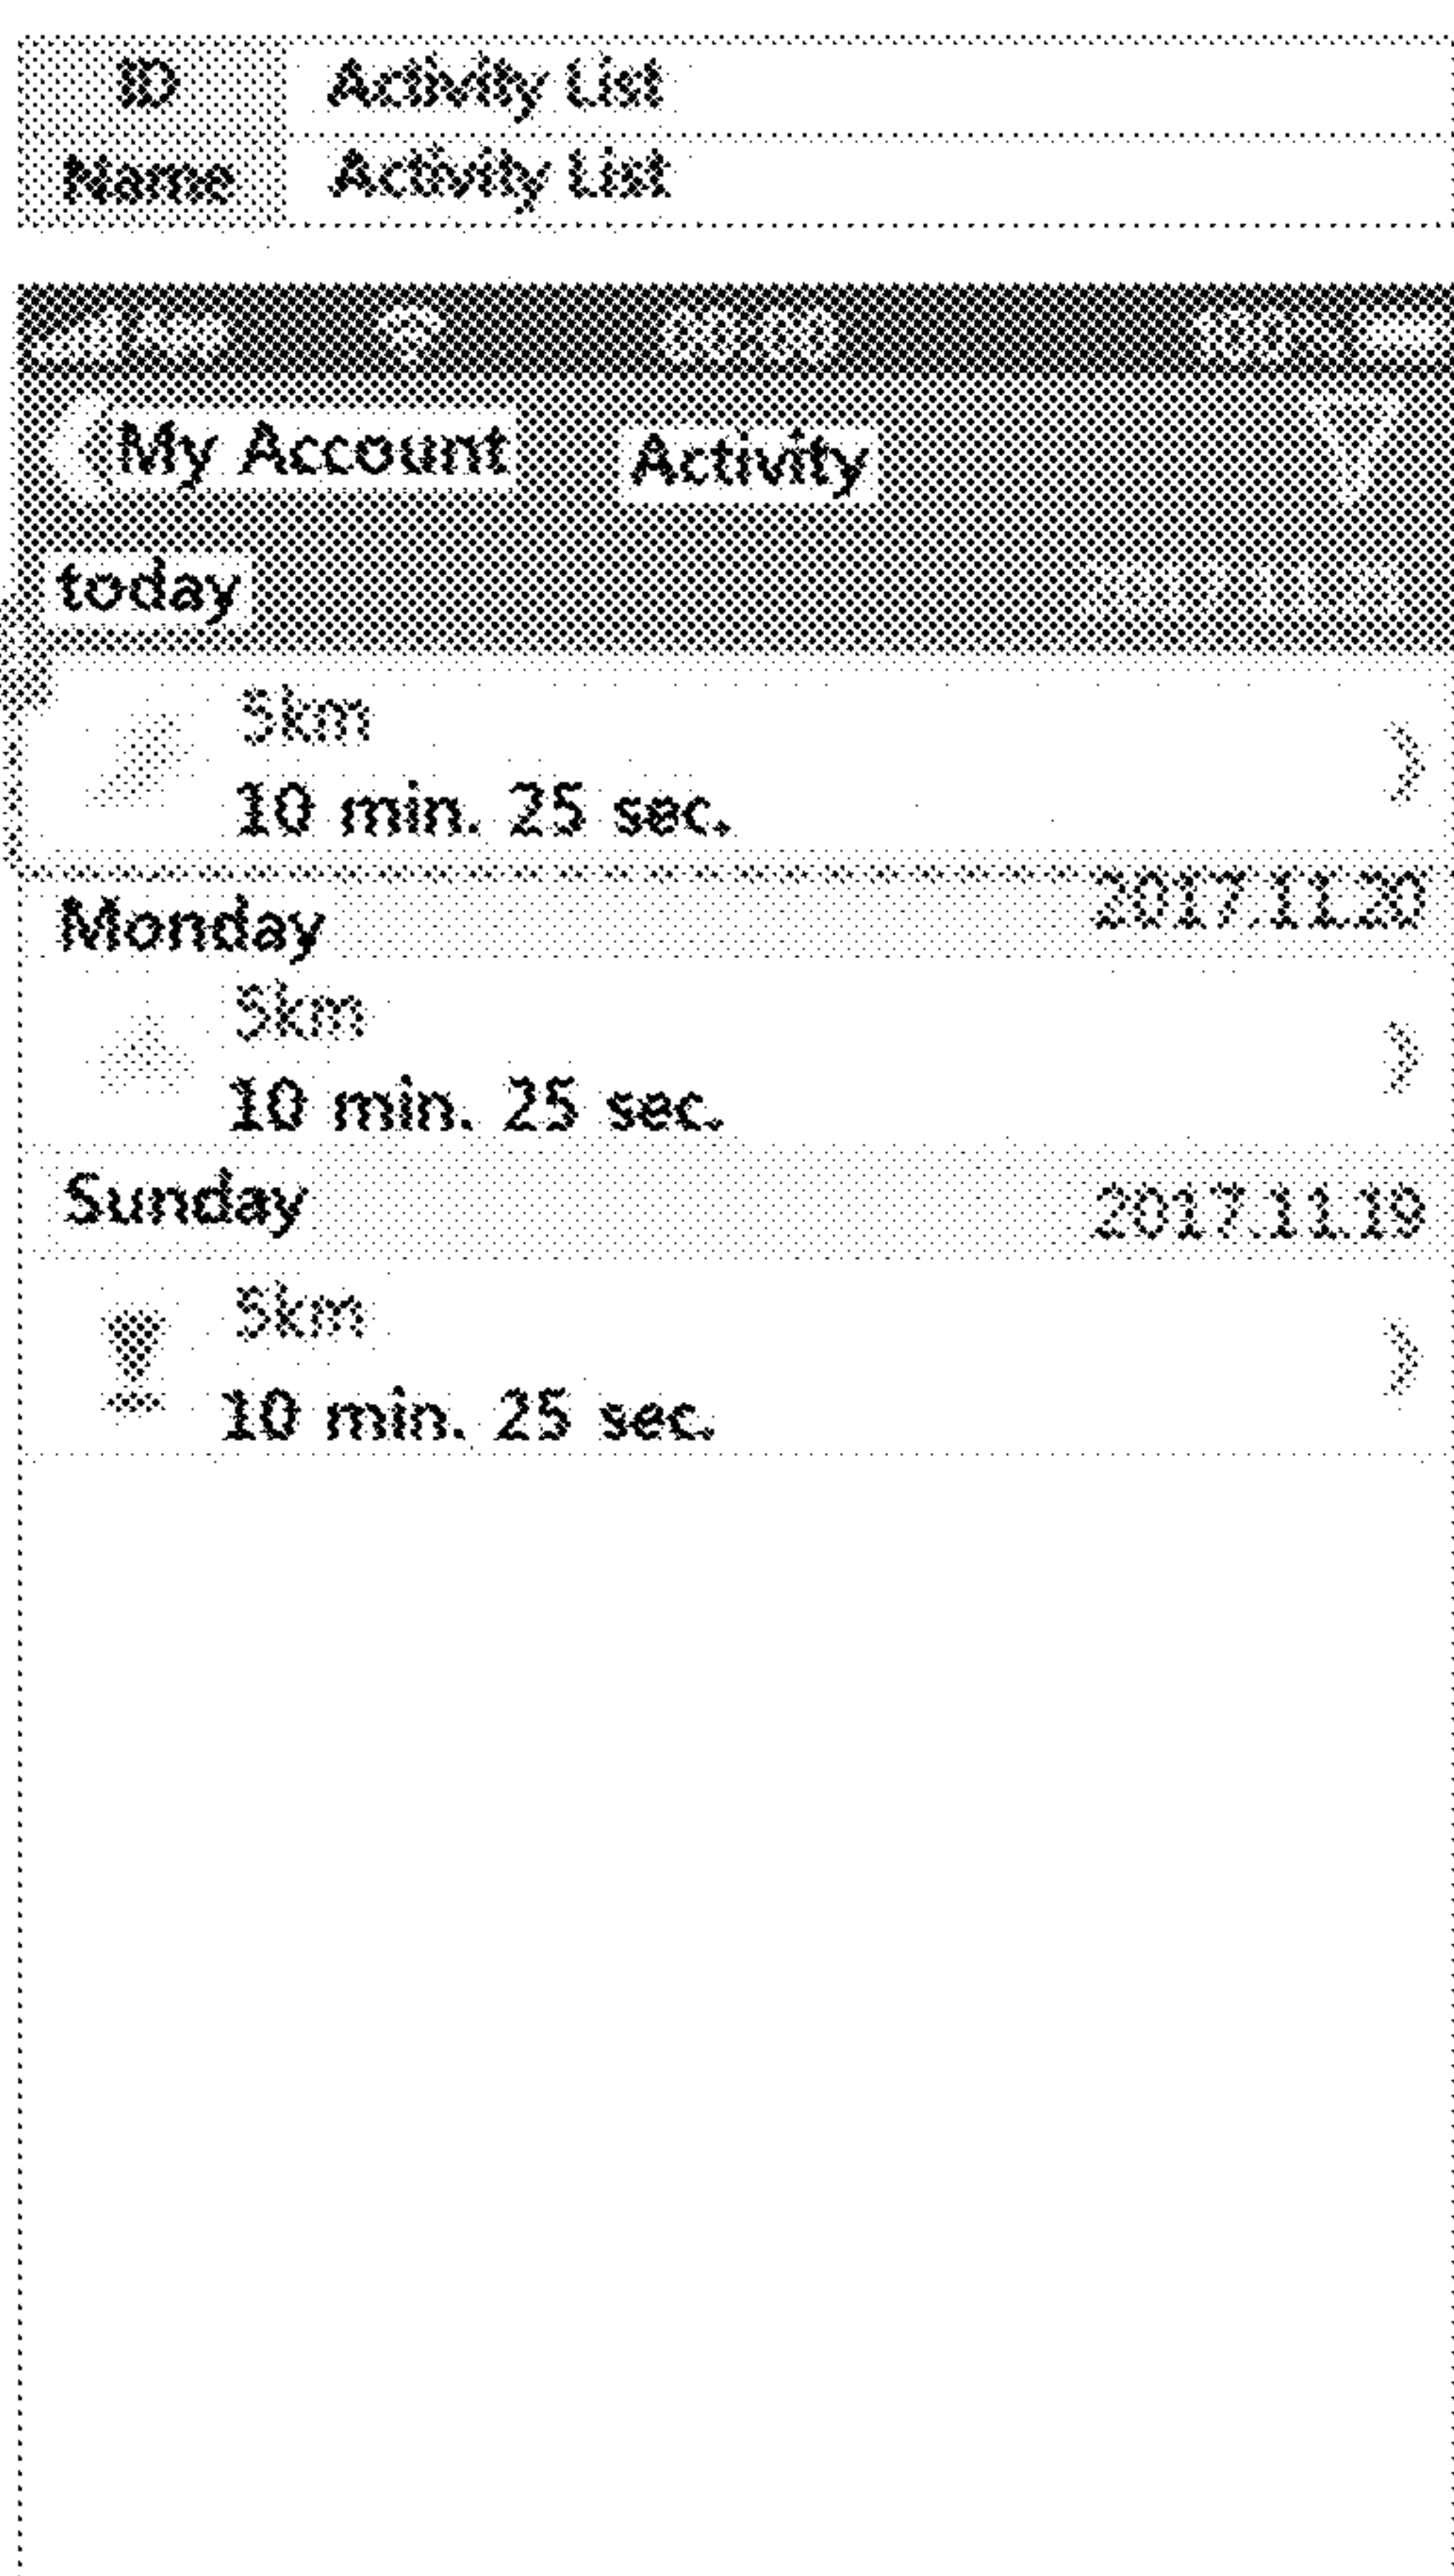 ID Activity List
Name Activity List
My Account Activity
today
5km
10 min. 25 sec.
Monday 2017.11.20
5km
10 min. 25 sec.
Sunday 2017.11.19
5km
10 min. 25 sec.